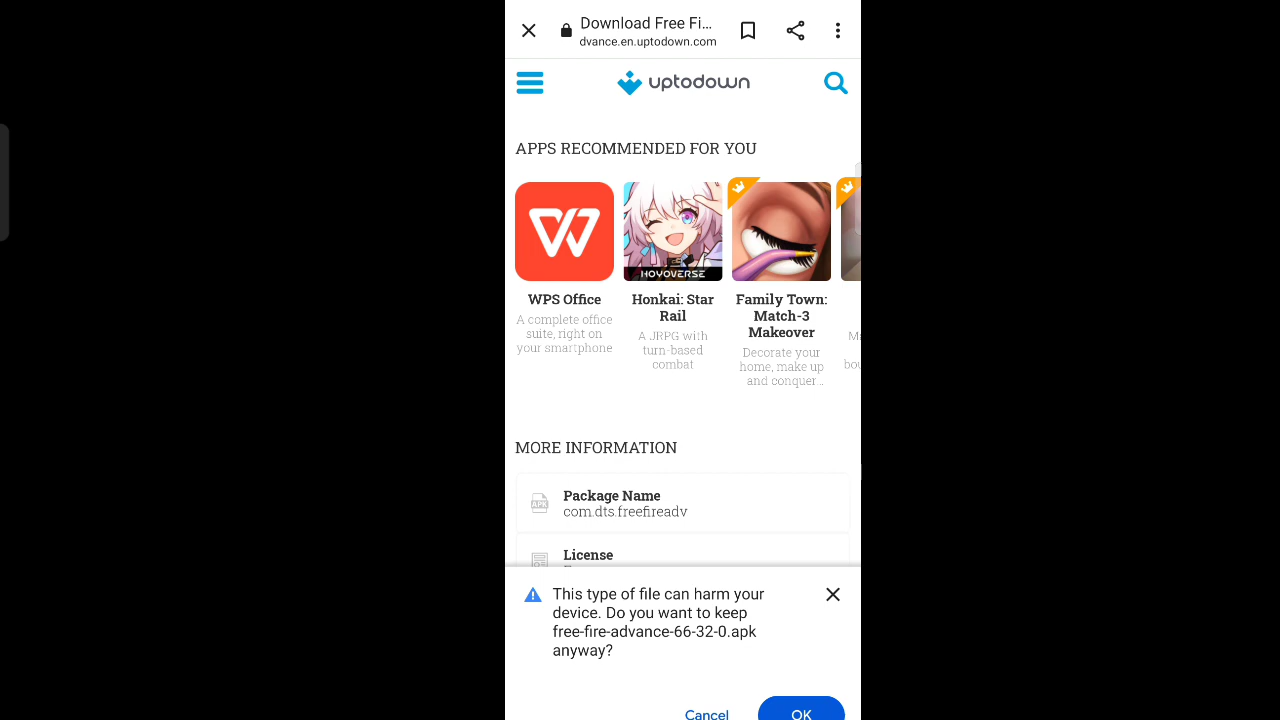 Download Free Fi...
dvance.en.uptodown.com
uptodown
APPS RECOMMENDED FOR YOU
HOYOVERSE
WPS Office
A complete office
suite, right on
your smartphone
Honkai: Star
Rail
A JRPG with
turn-based
combat
Family Town:
Match-3
Makeover
Decorate your
home, make up
and conquer...
MORE INFORMATION
APK
Package Name
com.dts.freefireadv
License
This type of file can harm your
device. Do you want to keep
free-fire-advance-66-32-0.apk
anyway?
Cancel
OK